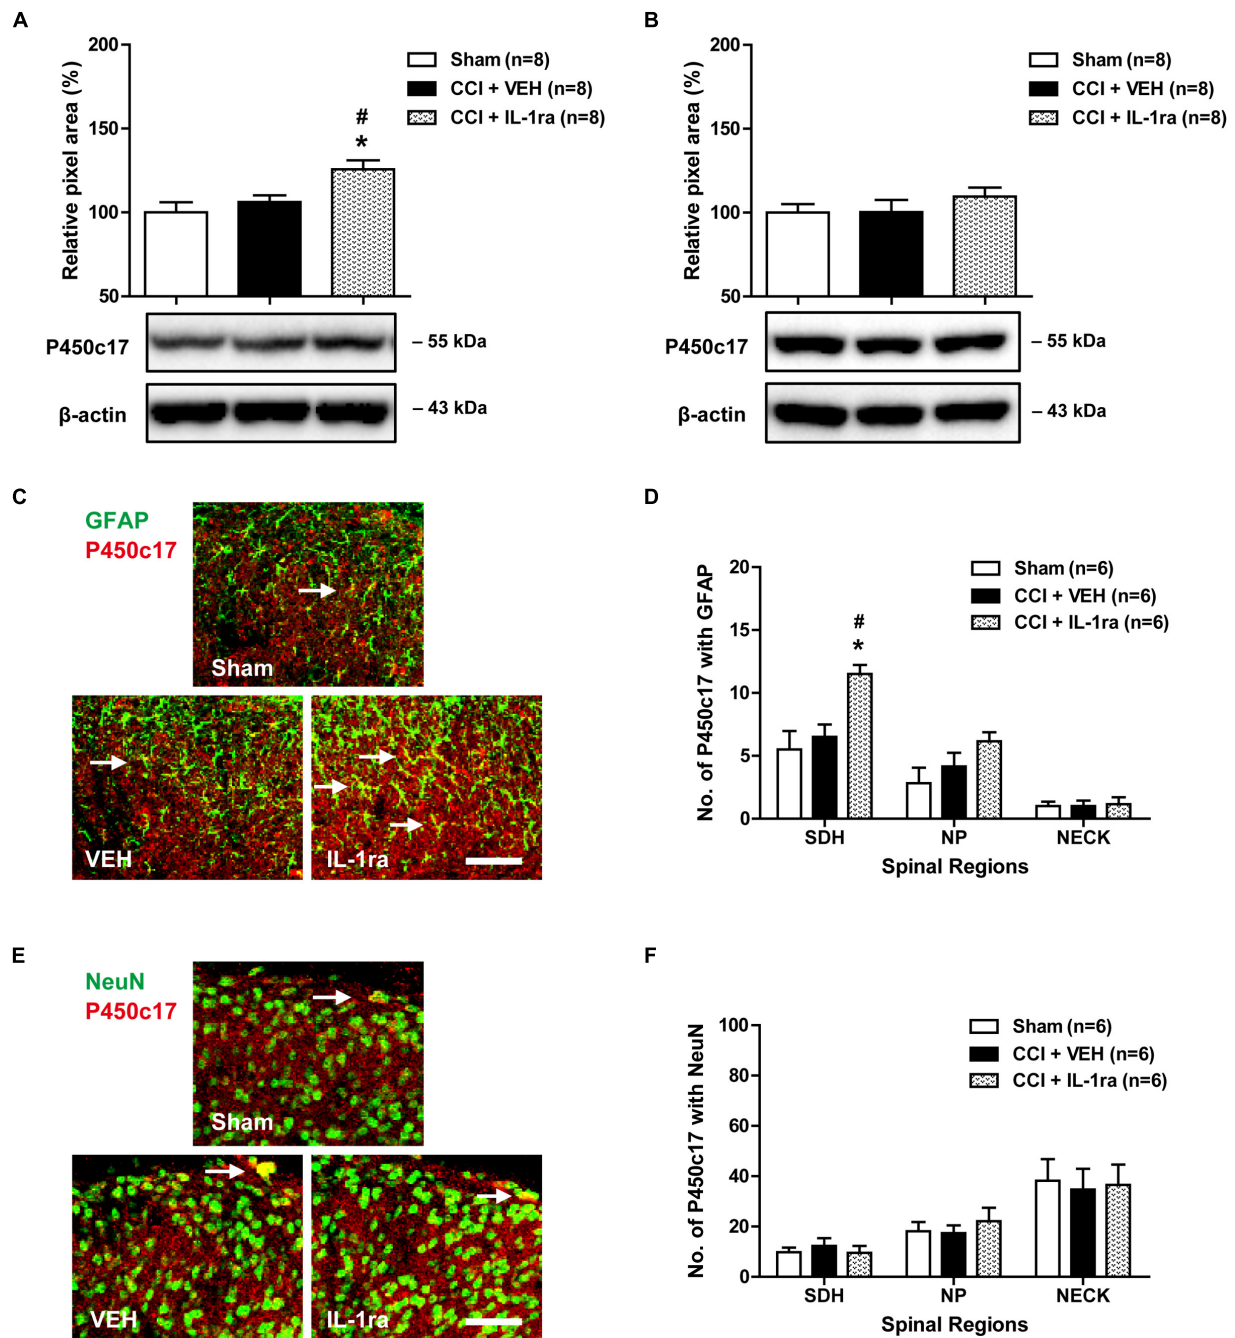 A
200
150
100
50
Relative pixel area (%)
Sham (n=8)
CCI + VEH (n=8)
CCI + IL-1ra (n=8)
#
*
P450c17
– 55 kDa
β-actin
– 43 kDa
B
200
150
100
50
Relative pixel area (%)
Sham (n=8)
CCI + VEH (n=8)
CCI + IL-1ra (n=8)
P450c17
– 55 kDa
β-actin
– 43 kDa
C
GFAP
P450c17
Sham
VEH
IL-1ra
D
20
15
10
5
0
No. of P450c17 with GFAP
Sham (n=6)
CCI + VEH (n=6)
CCI + IL-1ra (n=6)
#
*
SDH
NP
NECK
Spinal Regions
E
NeuN
P450c17
Sham
VEH
IL-1ra
F
100
80
60
40
20
0
No. of P450c17 with NeuN
Sham (n=6)
CCI + VEH (n=6)
CCI + IL-1ra (n=6)
SDH
NP
NECK
Spinal Regions